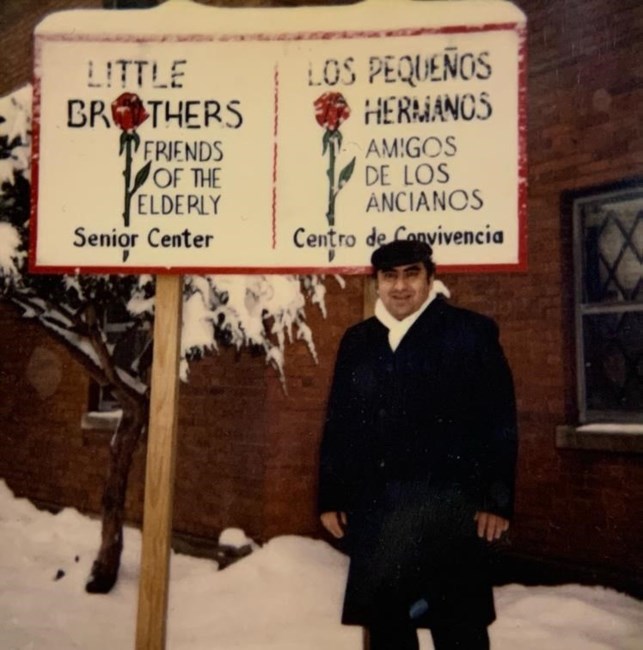 LITTLE
BROTHERS
FRIENDS
OF THE
ELDERLY
Senior Center
LOS PEQUEÑOS
HERMANOS
AMIGOS
DE LOS
ANCIANOS
Centro de Convivencia